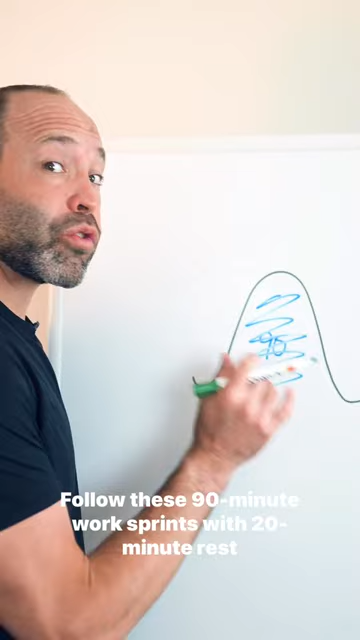 90
Follow these 90-minute
work sprints with 20-
minute rest